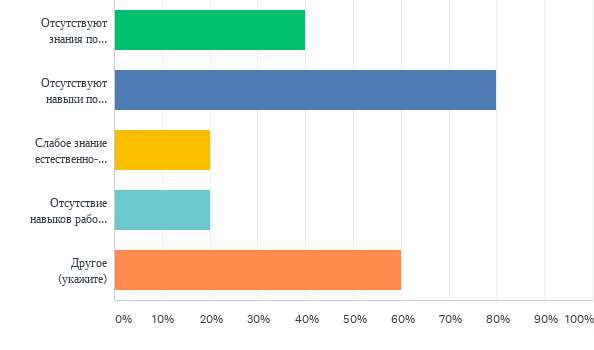 Отсутствуют
знания по...
Отсутствуют
навыки по...
Слабое знание
естественно-...
Отсутствие
навыков рабо...
Другое
(укажите)
0% 10% 20% 30% 40% 50% 60% 70% 80% 90% 100%